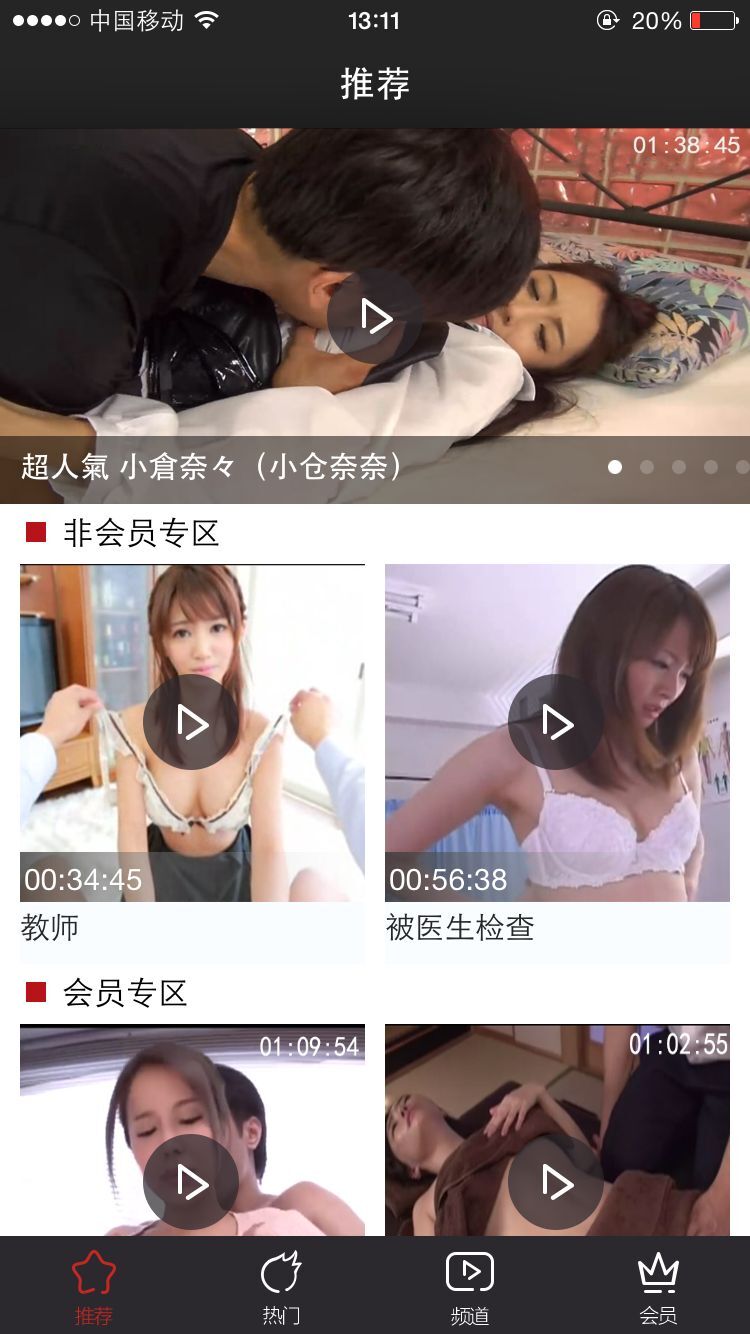 中国移动
13:11
20%
推荐
01:38:45
超人氣 小倉奈々（小仓奈奈）
非会员专区
00:34:45
00:56:38
教师
被医生检查
会员专区
01:09:54
01:02:55
推荐
热门
频道
会员